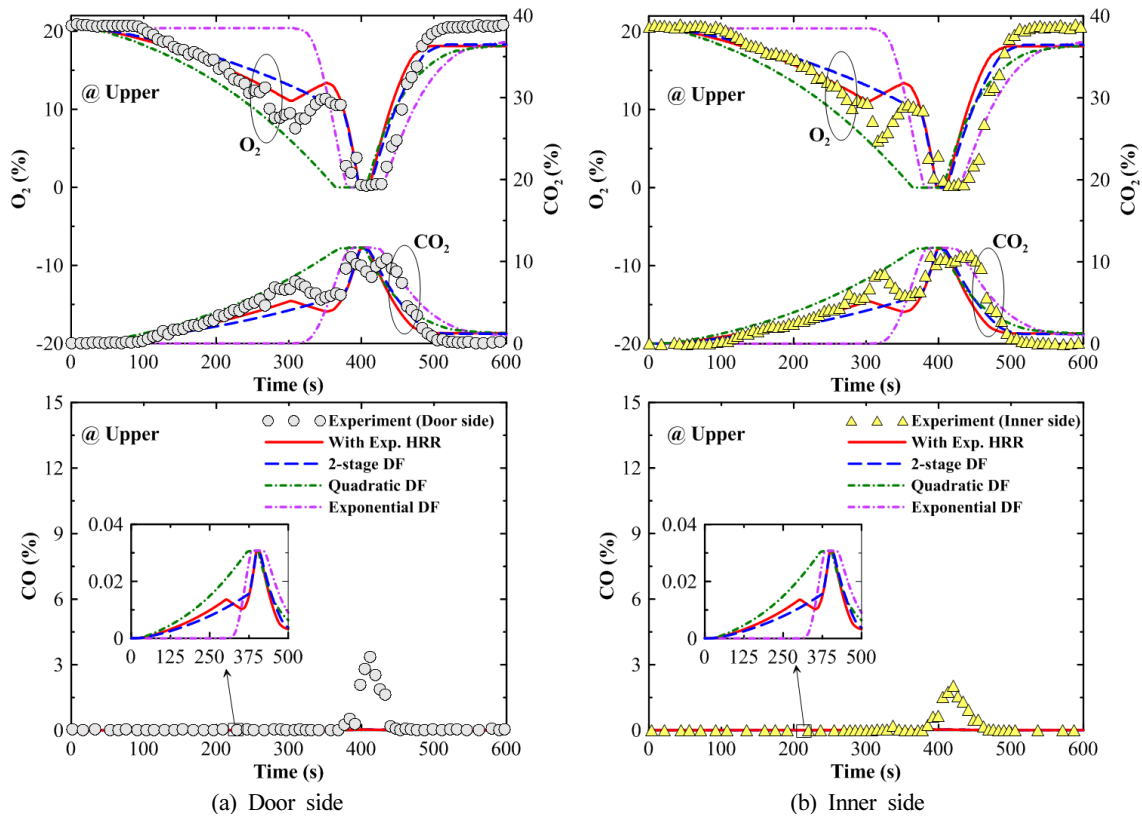 20
10
0
-10
-20
O₂ (%)
@ Upper
O₂
CO₂
40
30
20
10
0
CO₂ (%)
0 100 200 300 400 500 600
Time (s)
20
10
0
-10
-20
O₂ (%)
@ Upper
O₂
CO₂
40
30
20
10
0
CO₂ (%)
0 100 200 300 400 500 600
Time (s)
15
12
9
6
3
0
CO (%)
@ Upper
Experiment (Door side)
With Exp. HRR
2-stage DF
Quadratic DF
Exponential DF
0.04
0.02
0
0 125 250 375 500
0 100 200 300 400 500 600
Time (s)
(a) Door side
15
12
9
6
3
0
CO (%)
@ Upper
Experiment (Inner side)
With Exp. HRR
2-stage DF
Quadratic DF
Exponential DF
0.04
0.02
0
0 125 250 375 500
0 100 200 300 400 500 600
Time (s)
(b) Inner side